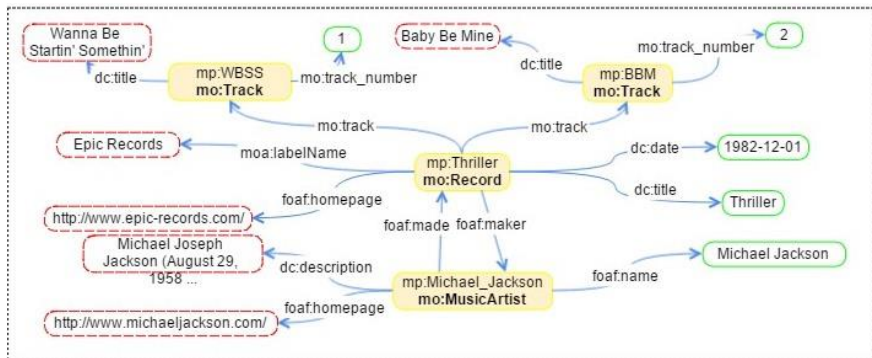 Wanna Be
Startin' Somethin'
1
Baby Be Mine
2
dc:title
mp:WBSS
mo:Track
mo:track_number
dc:title
mp:BBM
mo:Track
mo:track_number
mo:track
mo:track
Epic Records
moa:labelName
mp:Thriller
mo:Record
dc:date
1982-12-01
foaf:homepage
dc:title
Thriller
http://www.epic-records.com/
foaf:made
foaf:maker
Michael Joseph
Jackson (August 29,
1958 ...
dc:description
mp:Michael_Jackson
mo:MusicArtist
foaf:name
Michael Jackson
foaf:homepage
http://www.michaeljackson.com/